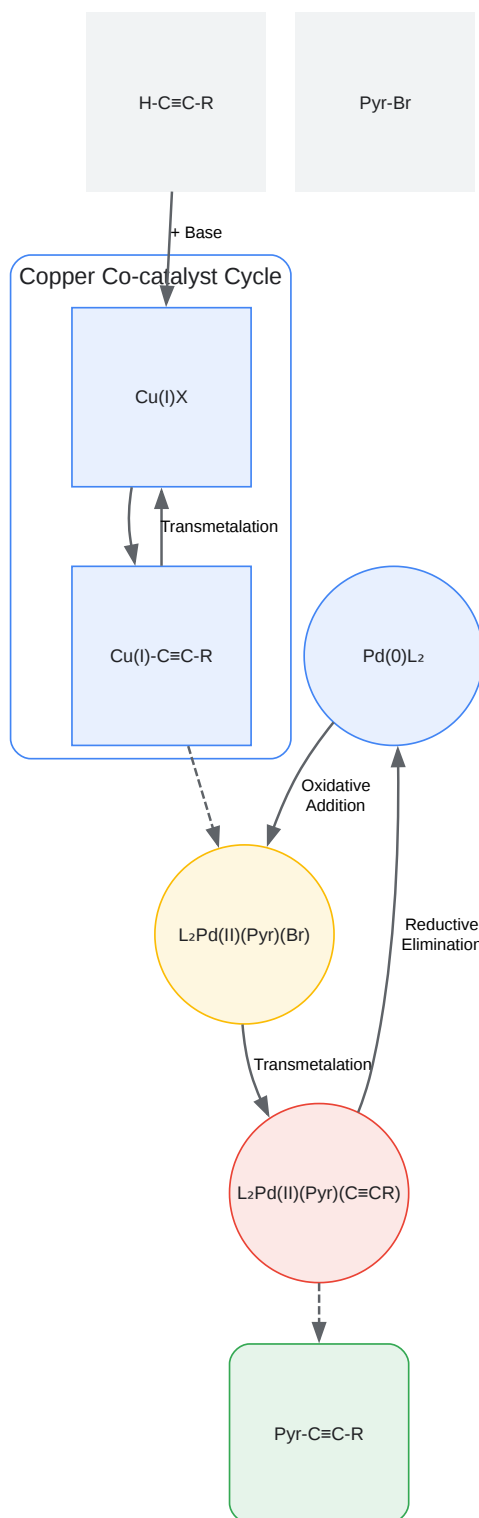 H-C≡C-R
Pyr-Br
+ Base
Copper Co-catalyst Cycle
Cu(I)X
Transmetalation
Cu(I)-C≡C-R
Pd(0)L₂
Oxidative
Addition
L₂Pd(II)(Pyr)(Br)
Reductive
Elimination
Transmetalation
L₂Pd(II)(Pyr)(C≡CR)
Pyr-C≡C-R